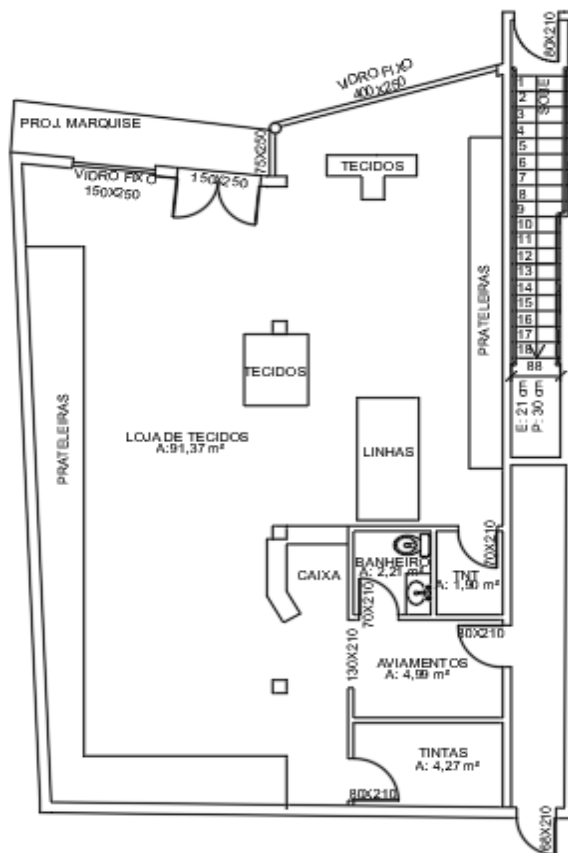 80X210
SOBE
1
2
3
4
5
6
7
8
9
10
11
12
13
14
15
16
17
18
88
E: 21 cm
P: 30 cm
VIDRO FIXO
400x250
PROJ. MARQUISE
75X250
VIDRO FIXO
150X250
150X250
TECIDOS
PRATELEIRAS
PRATELEIRAS
TECIDOS
LOJA DE TECIDOS
A:91,37 m²
LINHAS
CAIXA
BANHEIRO
A: 2,21 m²
70X210
70X210
TNT
A: 1,90 m²
80X210
130X210
AVIAMENTOS
A: 4,99 m²
TINTAS
A: 4,27 m²
80X210
68X210